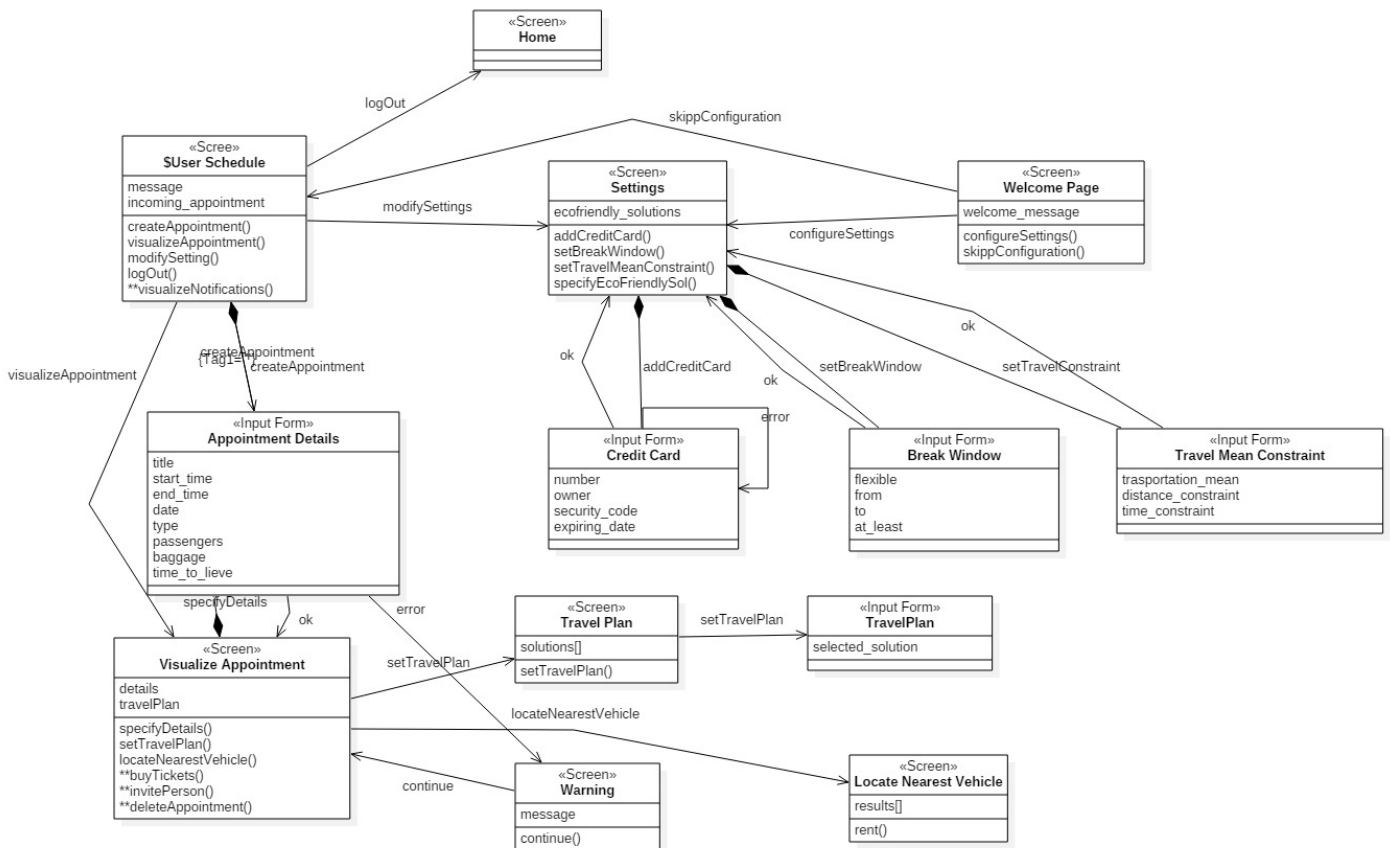 «Screen»
Home
logOut
skippConfiguration
«Scree»
$User Schedule
message
incoming_appointment
createAppointment()
visualizeAppointment()
modifySetting()
logOut()
**visualizeNotifications()
modifySettings
«Screen»
Settings
ecofriendly_solutions
addCreditCard()
setBreakWindow()
setTravelMeanConstraint()
specifyEcoFriendlySol()
configureSettings
«Screen»
Welcome Page
welcome_message
configureSettings()
skippConfiguration()
createAppointment
createAppointment
visualizeAppointment
ok
addCreditCard
ok
setBreakWindow
ok
setTravelConstraint
error
«Input Form»
Appointment Details
title
start_time
end_time
date
type
passengers
baggage
time_to_lieve
«Input Form»
Credit Card
number
owner
security_code
expiring_date
«Input Form»
Break Window
flexible
from
to
at_least
«Input Form»
Travel Mean Constraint
trasportation_mean
distance_constraint
time_constraint
specifyDetails
ok
error
«Screen»
Visualize Appointment
details
travelPlan
specifyDetails()
setTravelPlan()
locateNearestVehicle()
**buyTickets()
**invitePerson()
**deleteAppointment()
setTravelPlan
«Screen»
Travel Plan
solutions[]
setTravelPlan()
setTravelPlan
«Input Form»
TravelPlan
selected_solution
locateNearestVehicle
continue
«Screen»
Warning
message
continue()
«Screen»
Locate Nearest Vehicle
results[]
rent()